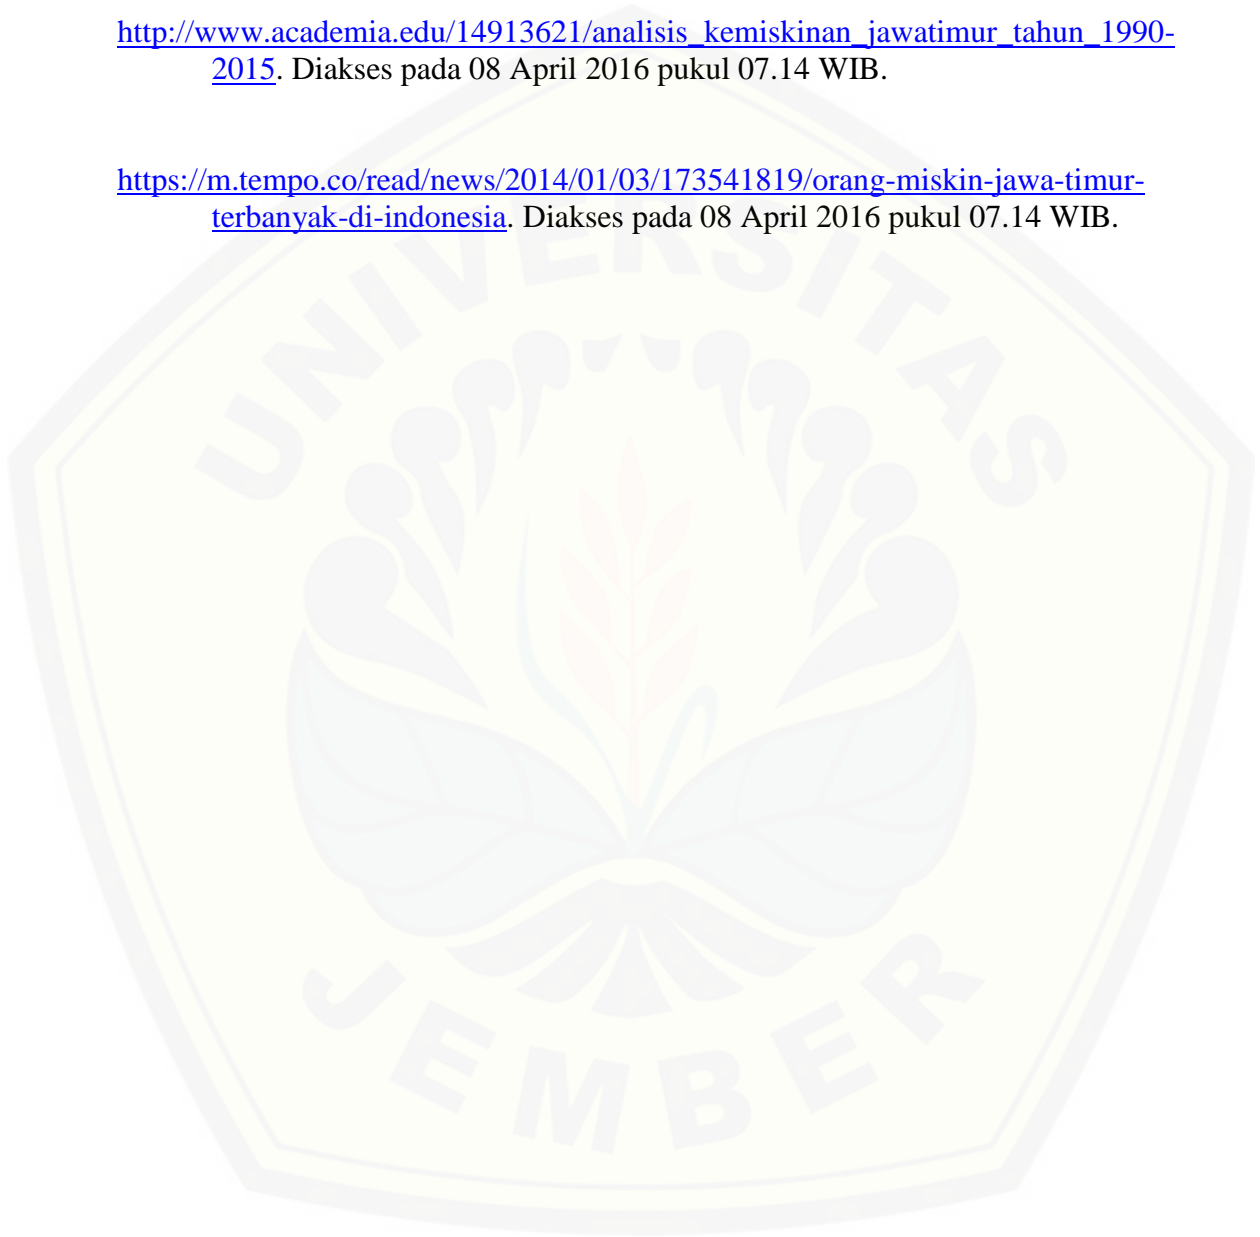 http://www.academia.edu/14913621/analisis_kemiskinan_jawatimur_tahun_1990-
2015. Diakses pada 08 April 2016 pukul 07.14 WIB.
https://m.tempo.co/read/news/2014/01/03/173541819/orang-miskin-jawa-timur-
terbanyak-di-indonesia. Diakses pada 08 April 2016 pukul 07.14 WIB.
UNIVERSITAS
JEMBER